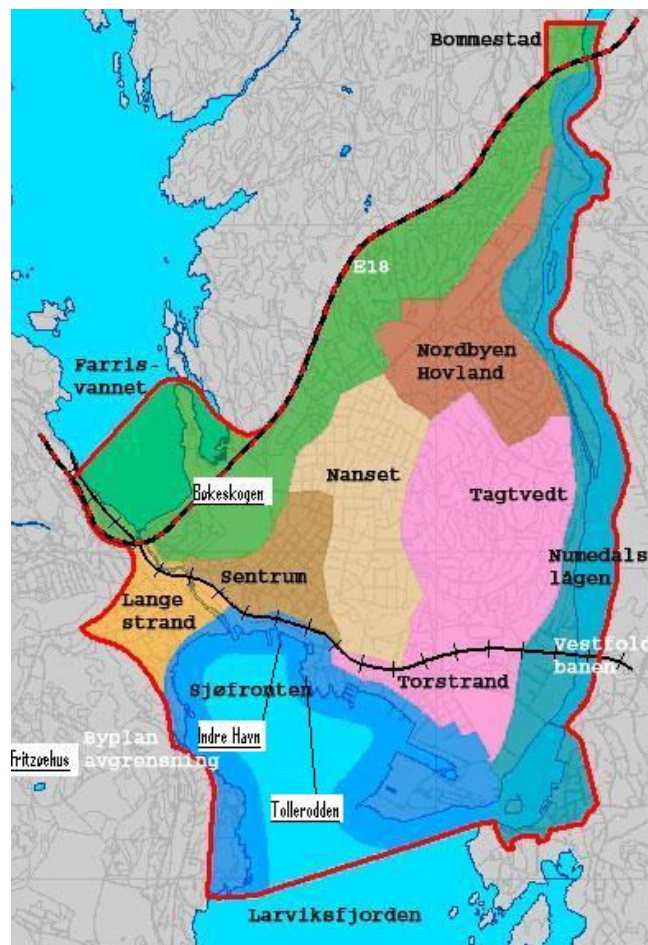 Bommestad
E18
Nordbyen
Hovland
Farris-
vannet
Nanset
Bøkeskogen
Tagtvedt
Sentrum
Numedals
lågen
Lange
strand
Vestfold
banen
Sjøfronten
Torstrand
Indre Havn
Byplan
avgrensning
Fritzøehus
Tollerodden
Larviksfjorden